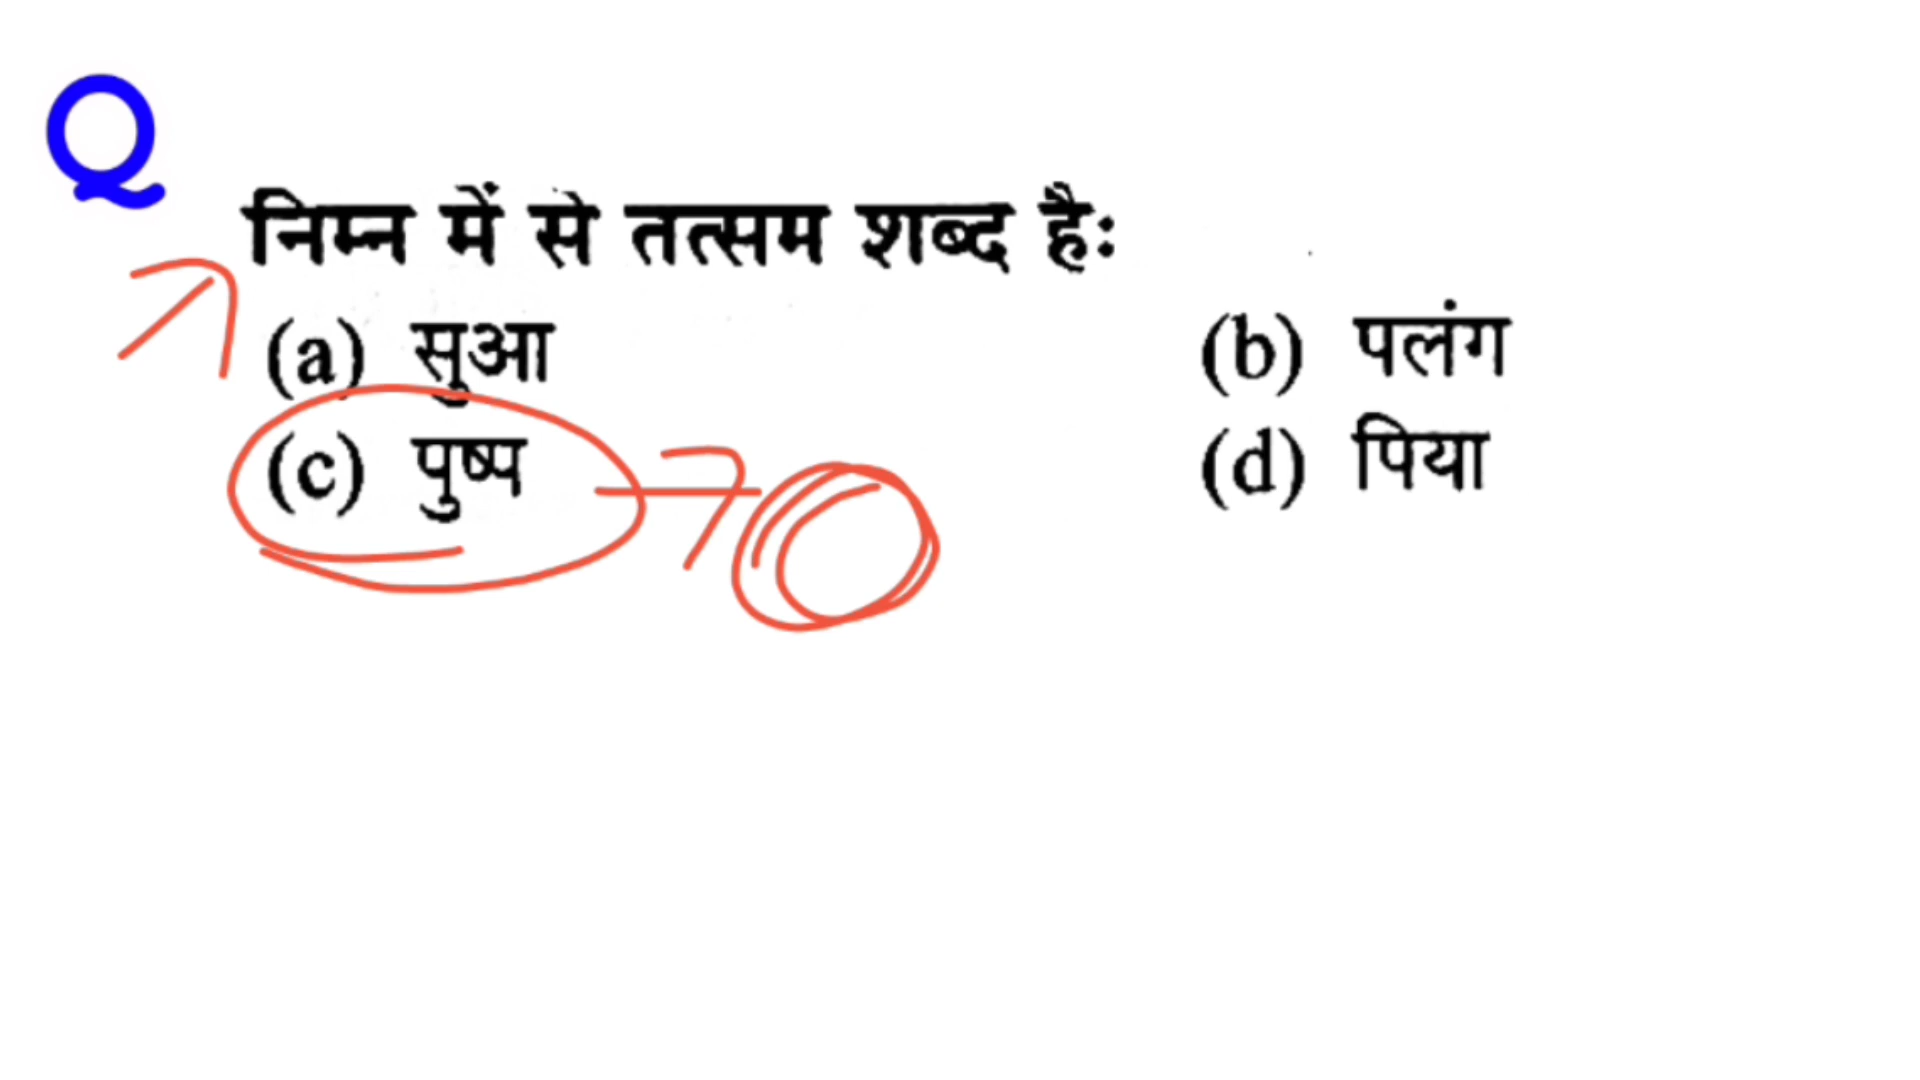 Q
निम्न में से तत्सम शब्द हैः
(a) सुआ (b) पलंग
(c) पुष्प (d) पिया